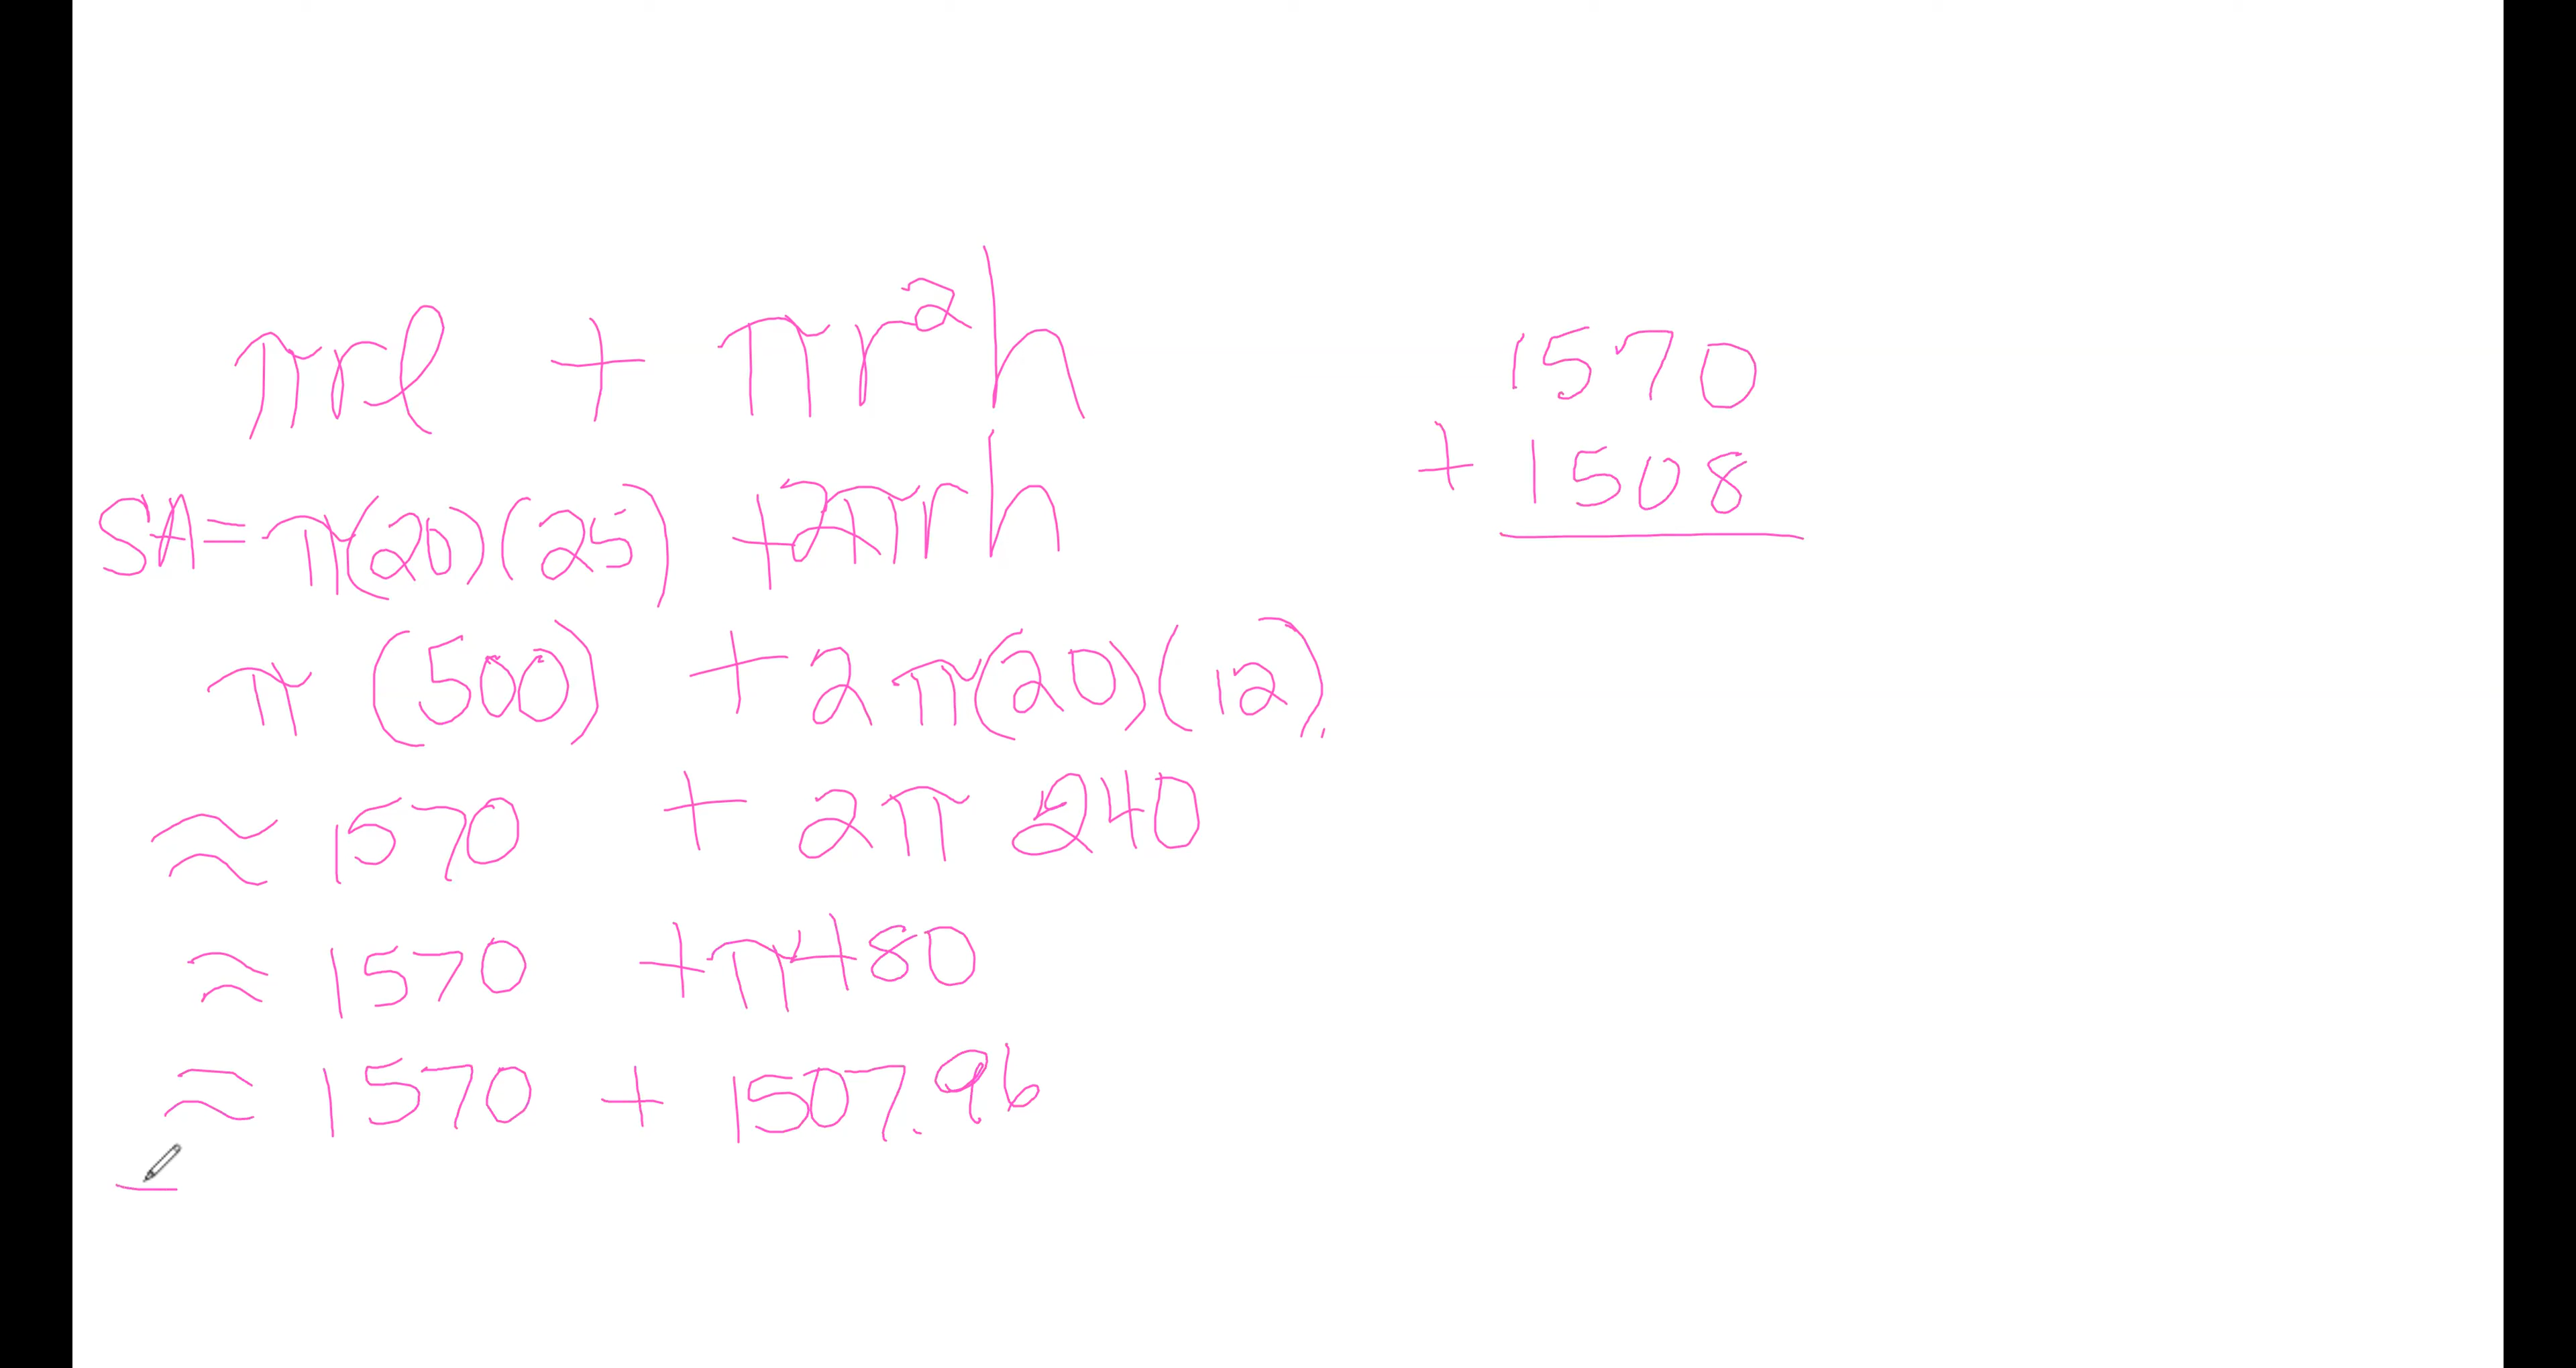 πrl + πr²h
SA = π(20)(25) + 2πrh
π (500) + 2π(20)(12)
≈ 1570 + 2π 240
≈ 1570 + π480
≈ 1570 + 1507.96
1570
+ 1508